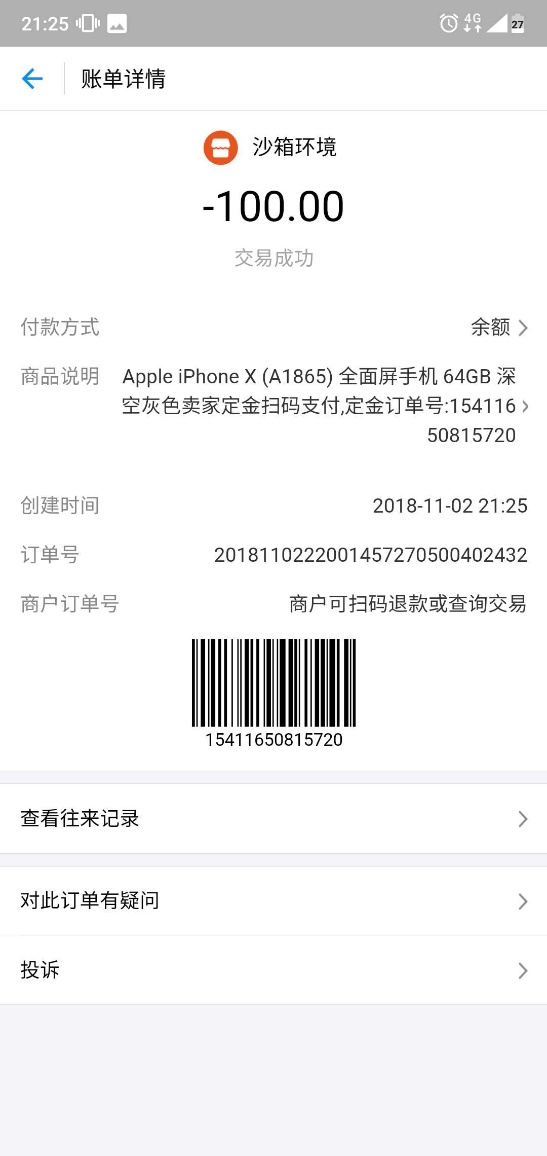 21:25
4G
27
账单详情
沙箱环境
-100.00
交易成功
付款方式
余额
商品说明
Apple iPhone X (A1865) 全面屏手机 64GB 深
空灰色卖家定金扫码支付,定金订单号:154116
50815720
创建时间
2018-11-02 21:25
订单号
2018110222001457270500402432
商户订单号
商户可扫码退款或查询交易
15411650815720
查看往来记录
对此订单有疑问
投诉